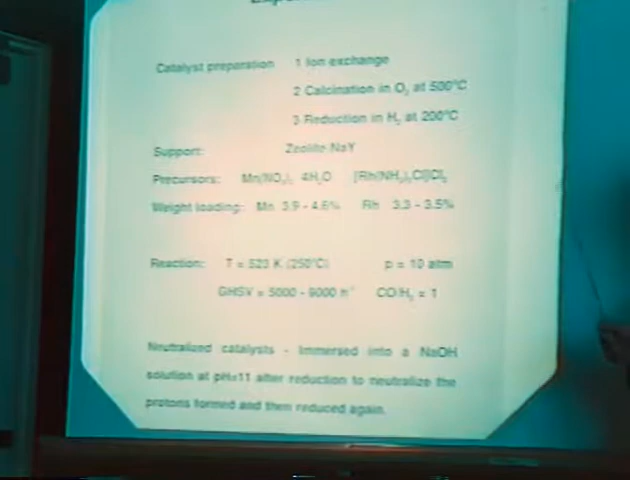 Catalyst preparation 1 Ion exchange
2 Calcination in O₂ at 500°C
3 Reduction in H₂ at 200°C
Support: Zeolite NaY
Precursors: Mn(NO₃)₂ 4H₂O [Rh(NH₃)₅Cl]Cl₂
Weight loading: Mn 3.9 - 4.6% Rh 3.3 - 3.5%
Reaction: T = 523 K (250°C) p = 10 atm
GHSV = 5000 - 9000 h⁻¹ CO/H₂ = 1
Neutralized catalysts - Immersed into a NaOH
solution at pH=11 after reduction to neutralize the
protons formed and then reduced again.